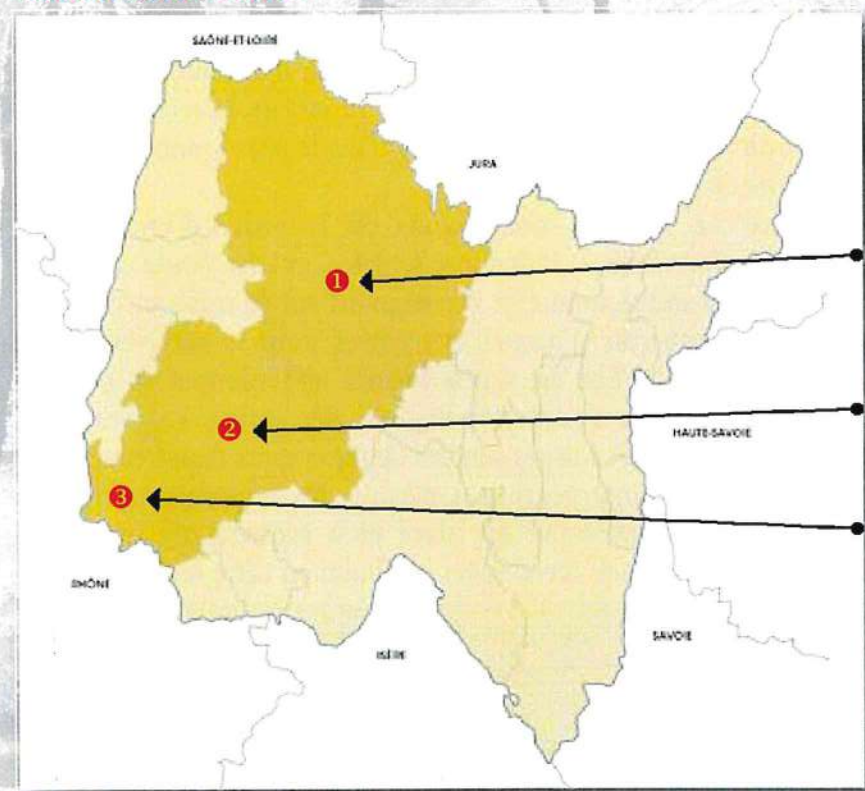 SAÔNE-ET-LOIRE
JURA
1
2
HAUTE-SAVOIE
3
RHÔNE
ISÈRE
SAVOIE